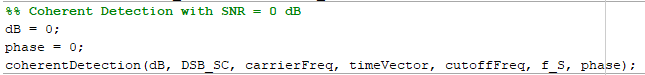 %% Coherent Detection with SNR = 0 dB
dB = 0;
phase = 0;
coherentDetection(dB, DSB_SC, carrierFreq, timeVector, cutoffFreq, f_S, phase);